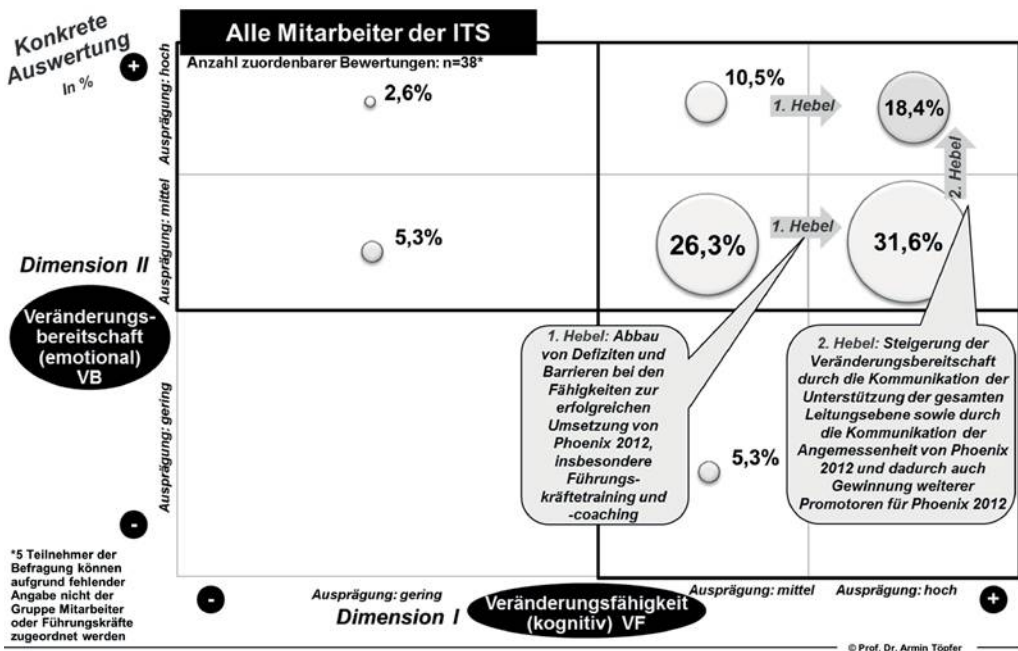 Konkrete
Auswertung
In %
Alle Mitarbeiter der ITS
Anzahl zuordenbarer Bewertungen: n=38*
+
Ausprägung: hoch
2,6%
10,5%
1. Hebel
18,4%
2. Hebel
Ausprägung: mittel
5,3%
26,3%
1. Hebel
31,6%
Dimension II
Veränderungs-
bereitschaft
(emotional)
VB
Ausprägung: gering
1. Hebel: Abbau
von Defiziten und
Barrieren bei den
Fähigkeiten zur
erfolgreichen
Umsetzung von
Phoenix 2012,
insbesondere
Führungs-
kräftetraining und
-coaching
5,3%
2. Hebel: Steigerung der
Veränderungsbereitschaft
durch die Kommunikation der
Unterstützung der gesamten
Leitungsebene sowie durch
die Kommunikation der
Angemessenheit von Phoenix
2012 und dadurch auch
Gewinnung weiterer
Promotoren für Phoenix 2012
-
*5 Teilnehmer der
Befragung können
aufgrund fehlender
Angabe nicht der
Gruppe Mitarbeiter
oder Führungskräfte
zugeordnet werden
-
Ausprägung: gering
Ausprägung: mittel
Ausprägung: hoch
+
Dimension I
Veränderungsfähigkeit
(kognitiv) VF
© Prof. Dr. Armin Töpfer